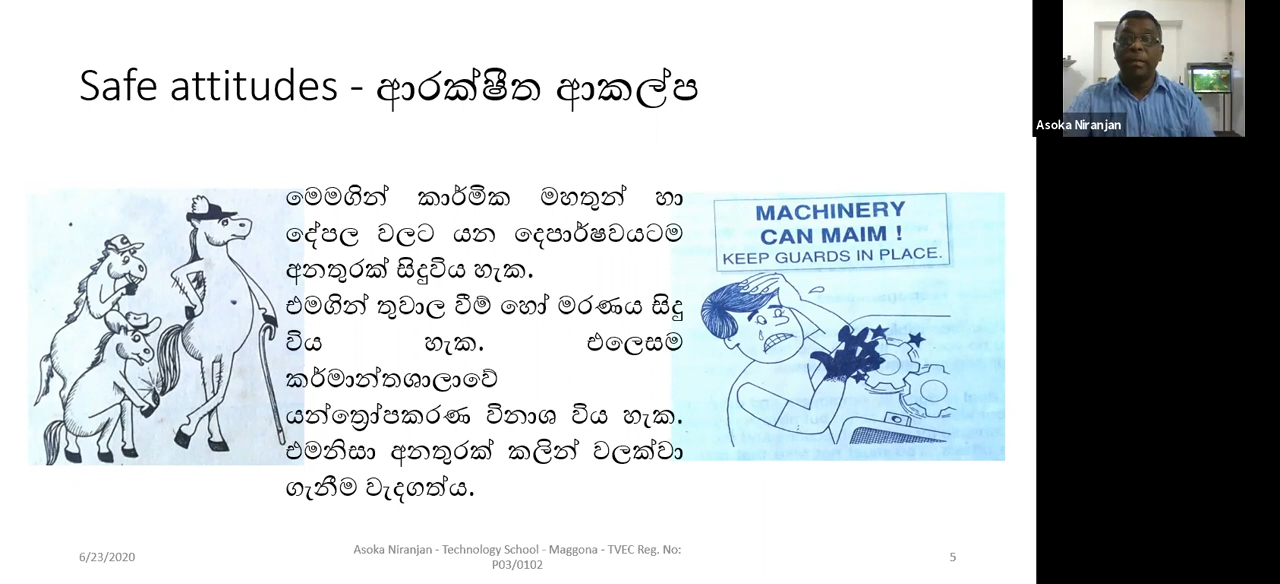 Safe attitudes - ආරක්ෂීත ආකල්ප
Asoka Niranjan
මෙමගින් කාර්මික මහතුන් හා
දේපල වලට යන දෙපාර්ෂවයටම
අනතුරක් සිදුවිය හැක.
එමගින් තුවාල වීම් හෝ මරණය සිදු
විය හැක. එලෙසම
කර්මාන්තශාලාවේ
යන්ත්‍රෝපකරණ විනාශ විය හැක.
එමනිසා අනතුරක් කලින් වලක්වා
ගැනීම වැදගත්ය.
MACHINERY
CAN MAIM !
KEEP GUARDS IN PLACE.
6/23/2020
Asoka Niranjan - Technology School - Maggona - TVEC Reg. No:
P03/0102
5